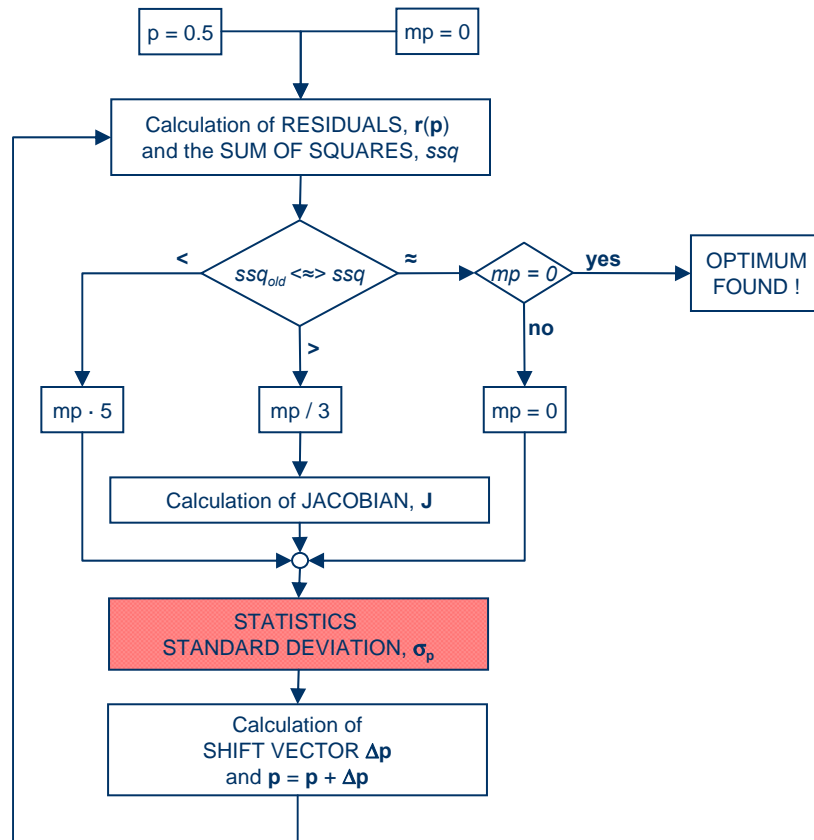 p = 0.5
mp = 0
Calculation of RESIDUALS, r(p)
and the SUM OF SQUARES, ssq
<
ssq_old <≈> ssq
≈
mp = 0
yes
OPTIMUM
FOUND !
>
no
mp · 5
mp / 3
mp = 0
Calculation of JACOBIAN, J
STATISTICS
STANDARD DEVIATION, σ_p
Calculation of
SHIFT VECTOR Δp
and p = p + Δp